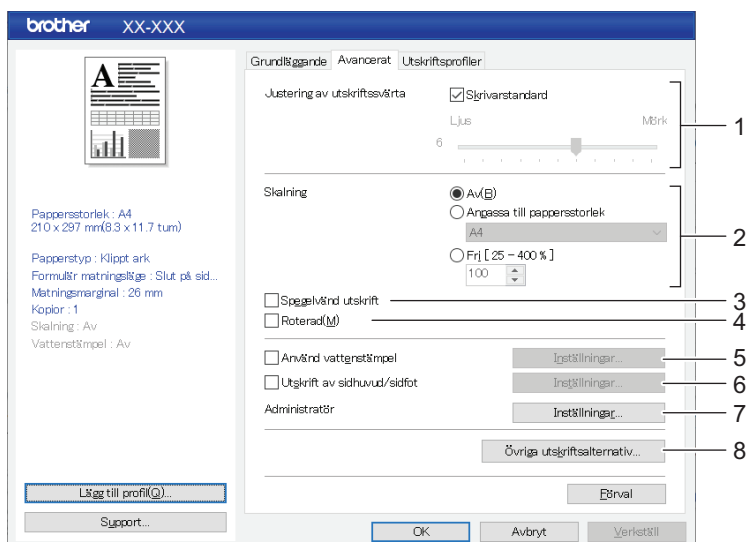 brother XX-XXX
Grundläggande Avancerat Utskriftsprofiler
Justering av utskriftssvärta
Skrivarstandard
Ljus Mörk
6
1
Skalning
Av(B)
Angassa till pappersstorlek
A4
Fri [ 25 - 400 % ]
100
2
Spegelvänd utskrift
3
Roterad(M)
4
Använd vattenstämpel
Inställningar...
5
Utskrift av sidhuvud/sidfot
Inställningar...
6
Administratör
Inställningar...
7
Övriga utskriftsalternativ...
8
Förval
A
Pappersstorlek : A4
210 x 297 mm(8.3 x 11.7 tum)
Papperstyp : Klippt ark
Formulär matningsläge : Slut på sid...
Matningsmarginal : 26 mm
Kopior : 1
Skalning : Av
Vattenstämpel : Av
Lägg till profil(Q)...
Support...
OK Avbryt Verkställ